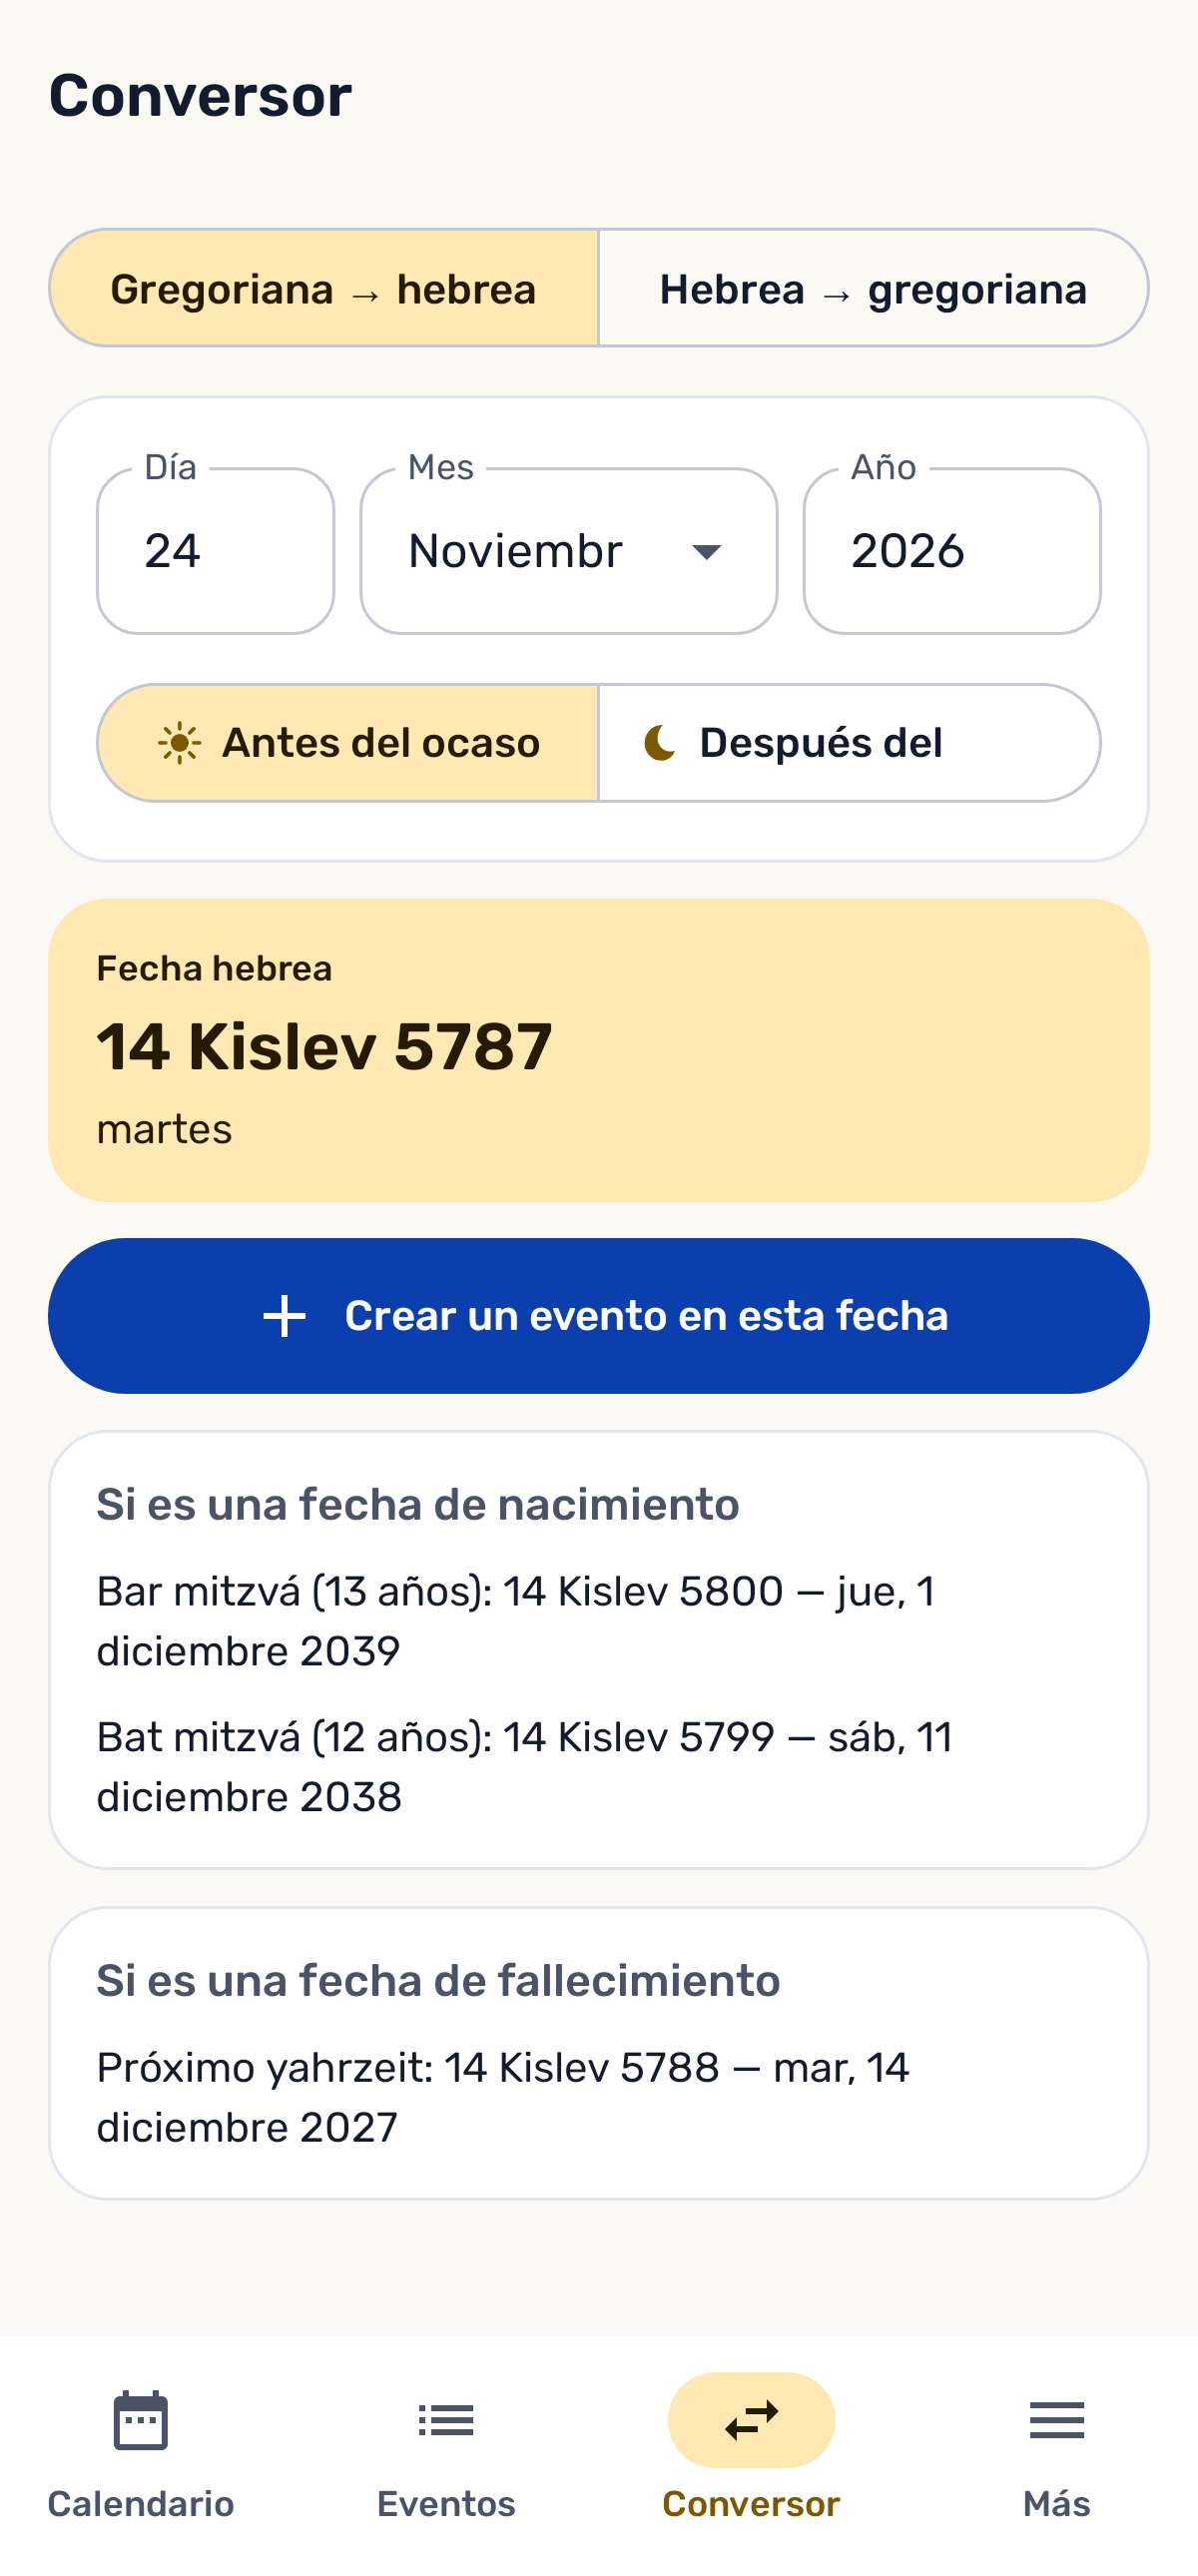 Conversor
Gregoriana → hebrea
Hebrea → gregoriana
Día
Mes
Año
24
Noviembr
2026
Antes del ocaso
Después del
Fecha hebrea
14 Kislev 5787
martes
Crear un evento en esta fecha
Si es una fecha de nacimiento
Bar mitzvá (13 años): 14 Kislev 5800 — jue, 1
diciembre 2039
Bat mitzvá (12 años): 14 Kislev 5799 — sáb, 11
diciembre 2038
Si es una fecha de fallecimiento
Próximo yahrzeit: 14 Kislev 5788 — mar, 14
diciembre 2027
Calendario
Eventos
Conversor
Más